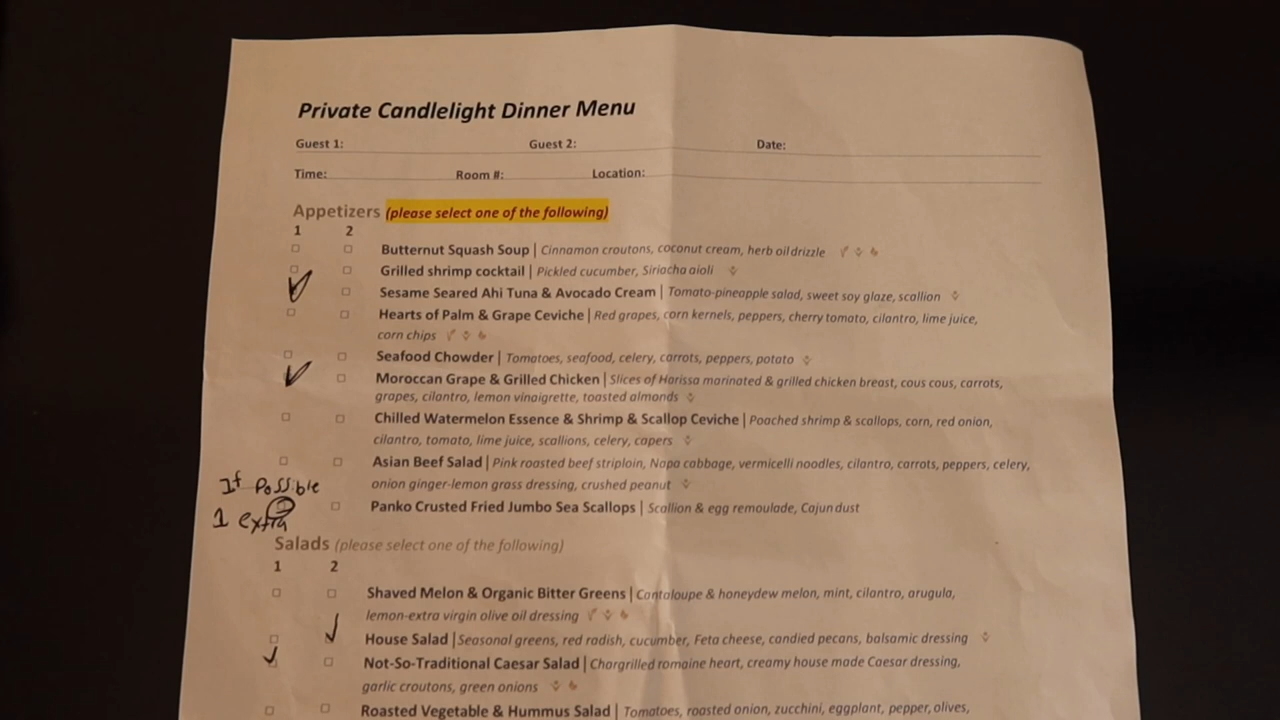 Private Candlelight Dinner Menu
Guest 1: Guest 2: Date:
Time: Room #: Location:
Appetizers (please select one of the following)
1 2
Butternut Squash Soup | Cinnamon croutons, coconut cream, herb oil drizzle
Grilled shrimp cocktail | Pickled cucumber, Siriacha aioli
Sesame Seared Ahi Tuna & Avocado Cream | Tomato-pineapple salad, sweet soy glaze, scallion
Hearts of Palm & Grape Ceviche | Red grapes, corn kernels, peppers, cherry tomato, cilantro, lime juice,
corn chips
Seafood Chowder | Tomatoes, seafood, celery, carrots, peppers, potato
Moroccan Grape & Grilled Chicken | Slices of Harissa marinated & grilled chicken breast, cous cous, carrots,
grapes, cilantro, lemon vinaigrette, toasted almonds
Chilled Watermelon Essence & Shrimp & Scallop Ceviche | Poached shrimp & scallops, corn, red onion,
cilantro, tomato, lime juice, scallions, celery, capers
Asian Beef Salad | Pink roasted beef striploin, Napa cabbage, vermicelli noodles, cilantro, carrots, peppers, celery,
onion ginger-lemon grass dressing, crushed peanut
If Possible
1 extra
Panko Crusted Fried Jumbo Sea Scallops | Scallion & egg remoulade, Cajun dust
Salads (please select one of the following)
1 2
Shaved Melon & Organic Bitter Greens | Cantaloupe & honeydew melon, mint, cilantro, arugula,
lemon-extra virgin olive oil dressing
House Salad | Seasonal greens, red radish, cucumber, Feta cheese, candied pecans, balsamic dressing
Not-So-Traditional Caesar Salad | Chargrilled romaine heart, creamy house made Caesar dressing,
garlic croutons, green onions
Roasted Vegetable & Hummus Salad | Tomatoes, roasted onion, zucchini, eggplant, pepper, olives,